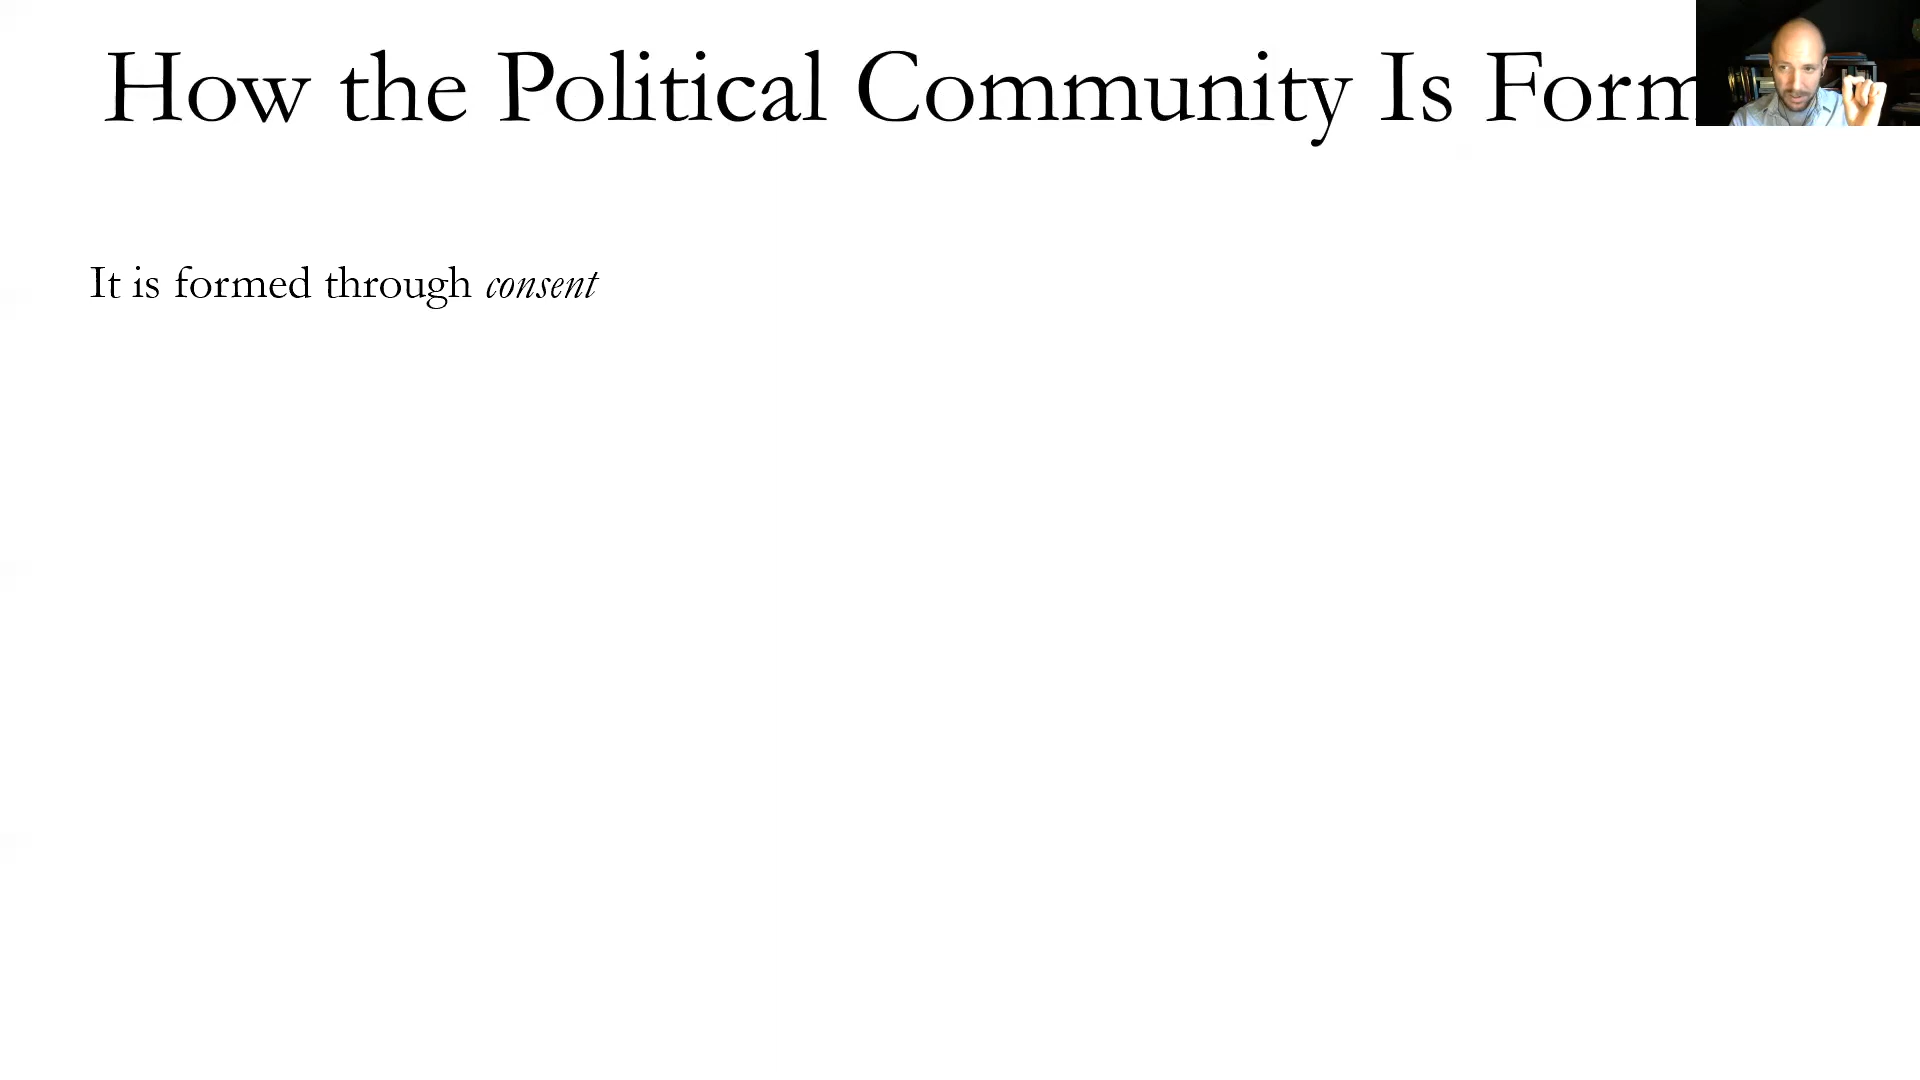 How the Political Community Is Form
It is formed through consent